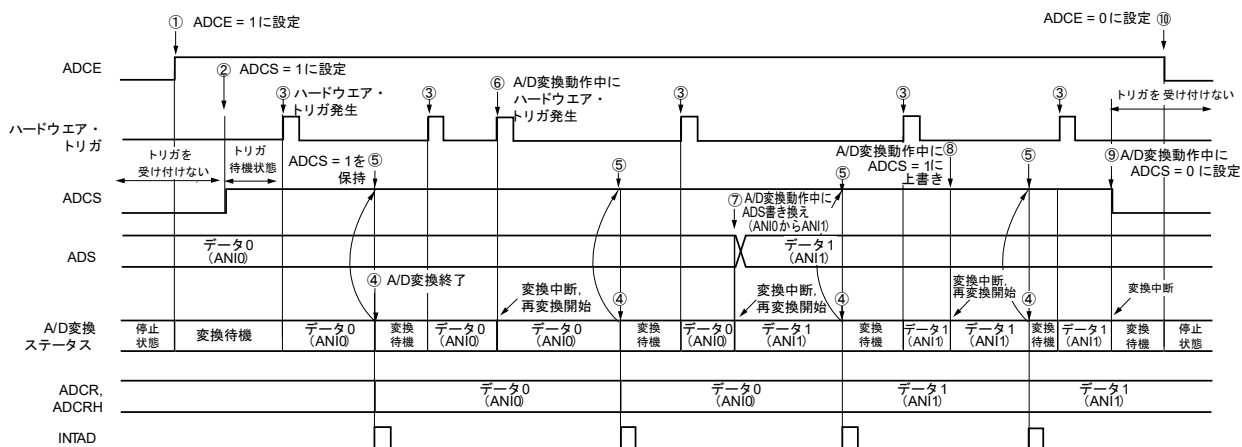 ① ADCE = 1に設定
ADCE = 0に設定 ⑩
ADCE
② ADCS = 1に設定
③ ハードウエア・
トリガ発生
③
⑥ A/D変換動作中に
ハードウエア・
トリガ発生
③
③
③
トリガを受け付けない
ハードウエア・
トリガ
トリガを
受け付けない
トリガ
待機状態
ADCS = 1を ⑤
保持
⑤
A/D変換動作中に ⑧
ADCS = 1に
上書き
⑤
⑤
⑨ A/D変換動作中に
ADCS = 0 に設定
ADCS
⑦ A/D変換動作中に
ADS書き換え
(ANI0からANI1)
ADS
データ0
(ANI0)
データ1
(ANI1)
④ A/D変換終了
変換中断,
再変換開始
④
変換中断,
再変換開始
④
変換中断,
再変換開始
④
変換中断
A/D変換
ステータス
停止
状態
変換待機
データ0
(ANI0)
変換
待機
データ0
(ANI0)
データ0
(ANI0)
変換
待機
データ0
(ANI0)
データ1
(ANI1)
変換
待機
データ1
(ANI1)
データ1
(ANI1)
変換
待機
データ1
(ANI1)
変換
待機
停止
状態
ADCR,
ADCRH
データ0
(ANI0)
データ0
(ANI0)
データ1
(ANI1)
データ1
(ANI1)
INTAD